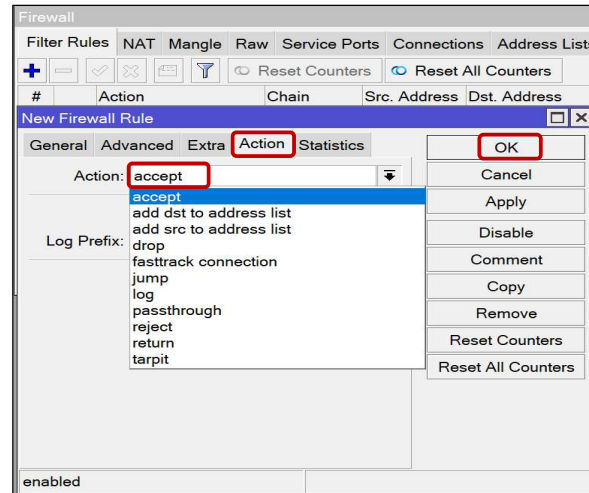 Firewall
Filter Rules NAT Mangle Raw Service Ports Connections Address Lists
Reset Counters Reset All Counters
# Action Chain Src. Address Dst. Address
New Firewall Rule
General Advanced Extra Action Statistics
Action: accept
accept
add dst to address list
add src to address list
Log Prefix:
drop
fasttrack connection
jump
log
passthrough
reject
return
tarpit
OK
Cancel
Apply
Disable
Comment
Copy
Remove
Reset Counters
Reset All Counters
enabled